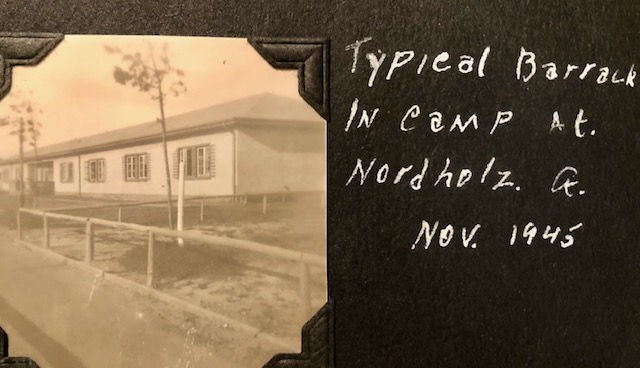 Typical Barrack
IN Camp At.
Nordholz. G.
Nov. 1945